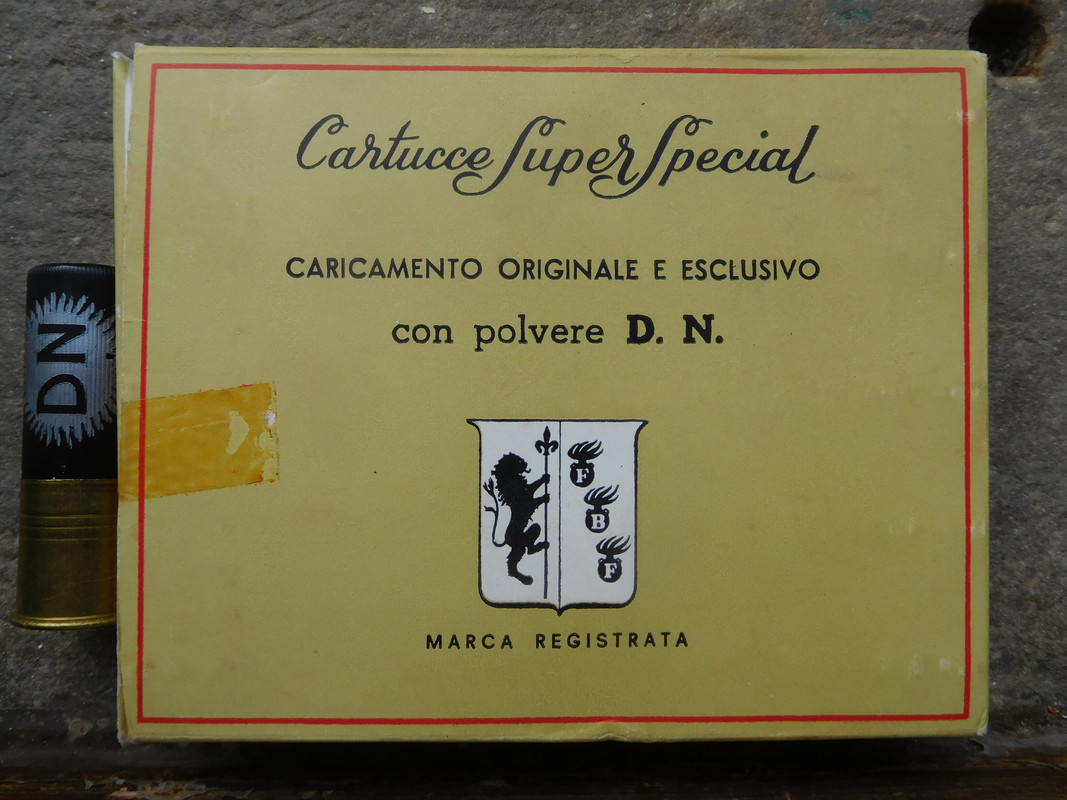 Cartucce Super Special
CARICAMENTO ORIGINALE E ESCLUSIVO
con polvere D. N.
DN
F
B
F
MARCA REGISTRATA